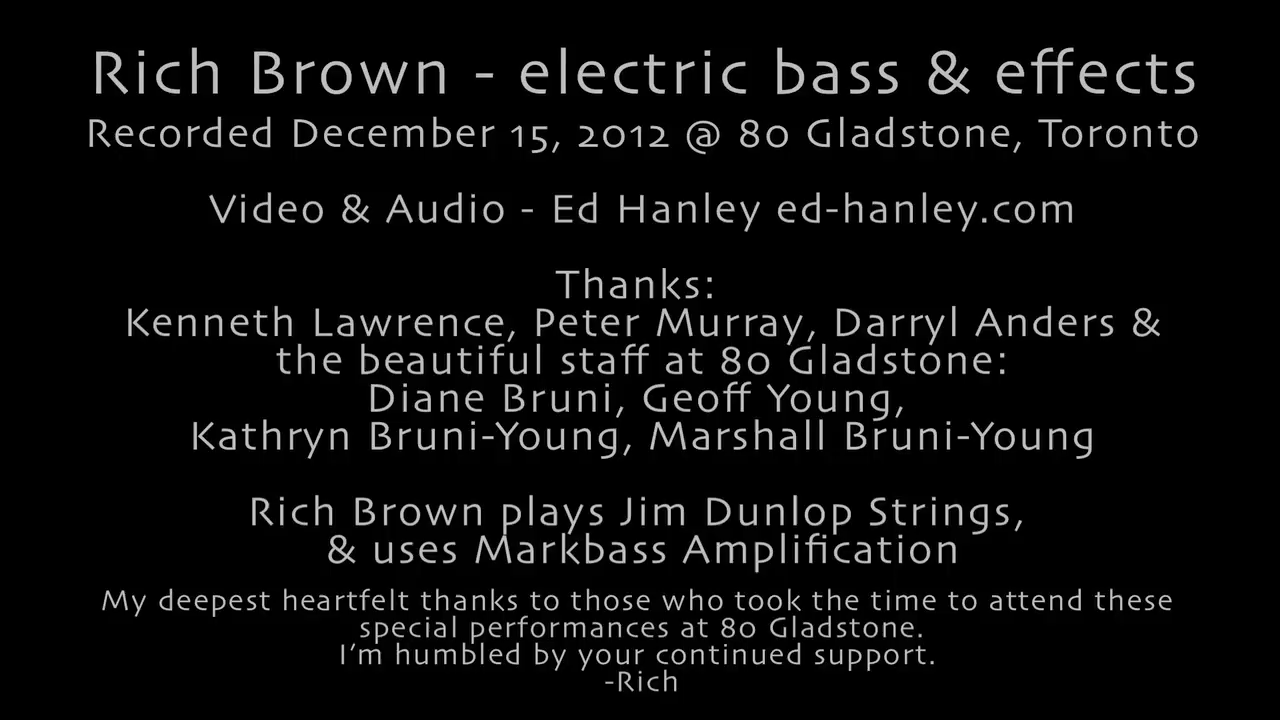 Rich Brown - electric bass & effects
Recorded December 15, 2012 @ 80 Gladstone, Toronto
Video & Audio - Ed Hanley ed-hanley.com
Thanks:
Kenneth Lawrence, Peter Murray, Darryl Anders &
the beautiful staff at 80 Gladstone:
Diane Bruni, Geoff Young,
Kathryn Bruni-Young, Marshall Bruni-Young
Rich Brown plays Jim Dunlop Strings,
& uses Markbass Amplification
My deepest heartfelt thanks to those who took the time to attend these
special performances at 80 Gladstone.
I'm humbled by your continued support.
-Rich